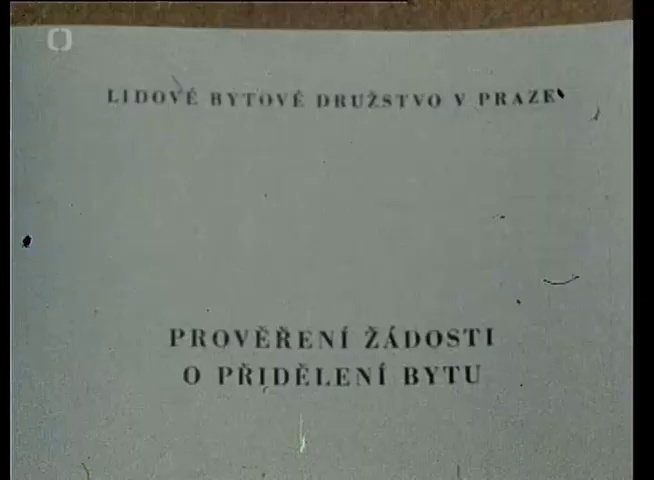 LIDOVÉ BYTOVÉ DRUŽSTVO V PRAZE
PROVĚŘENÍ ŽÁDOSTI
O PŘIDĚLENÍ BYTU